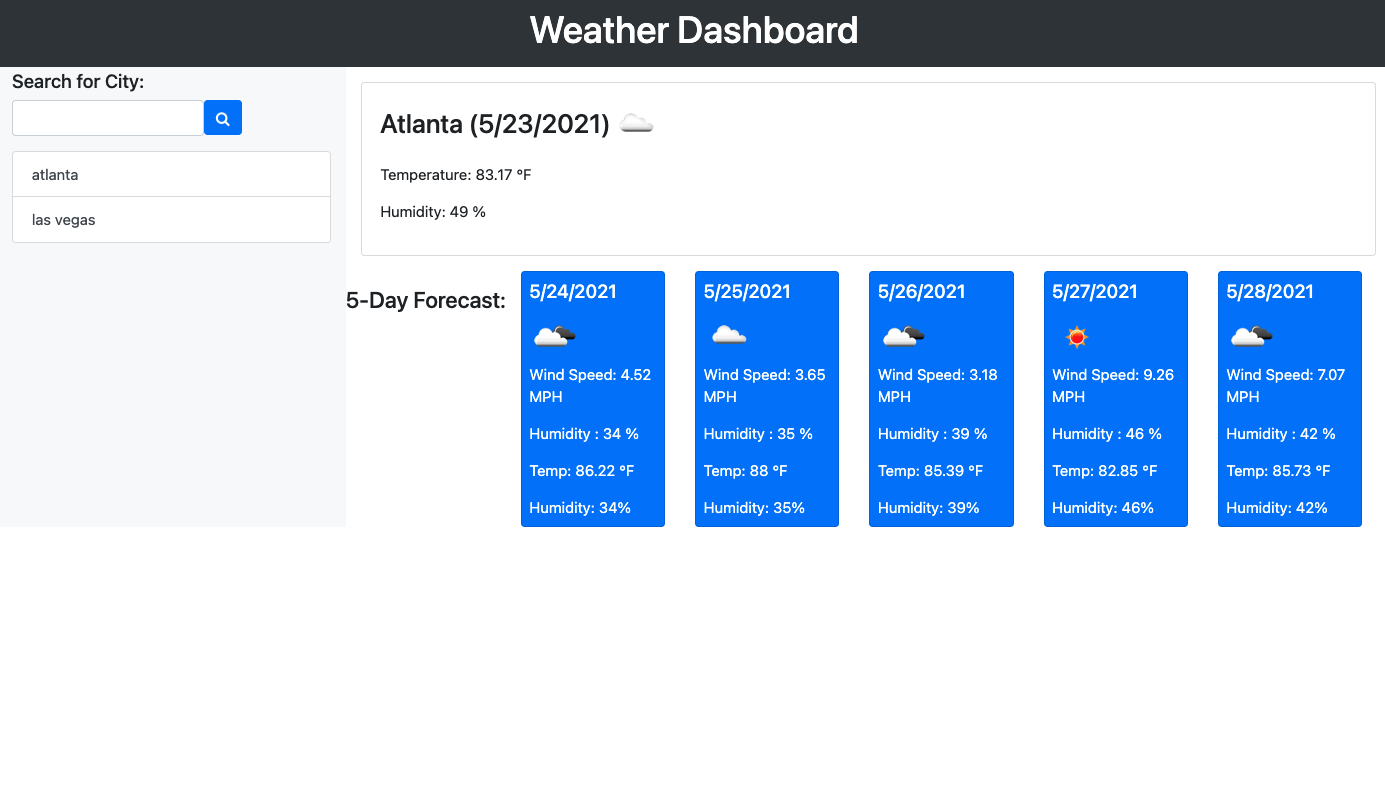 Weather Dashboard
Search for City:
atlanta
las vegas
Atlanta (5/23/2021)
Temperature: 83.17 °F
Humidity: 49 %
5-Day Forecast:
5/24/2021
Wind Speed: 4.52
MPH
Humidity : 34 %
Temp: 86.22 °F
Humidity: 34%
5/25/2021
Wind Speed: 3.65
MPH
Humidity : 35 %
Temp: 88 °F
Humidity: 35%
5/26/2021
Wind Speed: 3.18
MPH
Humidity : 39 %
Temp: 85.39 °F
Humidity: 39%
5/27/2021
Wind Speed: 9.26
MPH
Humidity : 46 %
Temp: 82.85 °F
Humidity: 46%
5/28/2021
Wind Speed: 7.07
MPH
Humidity : 42 %
Temp: 85.73 °F
Humidity: 42%